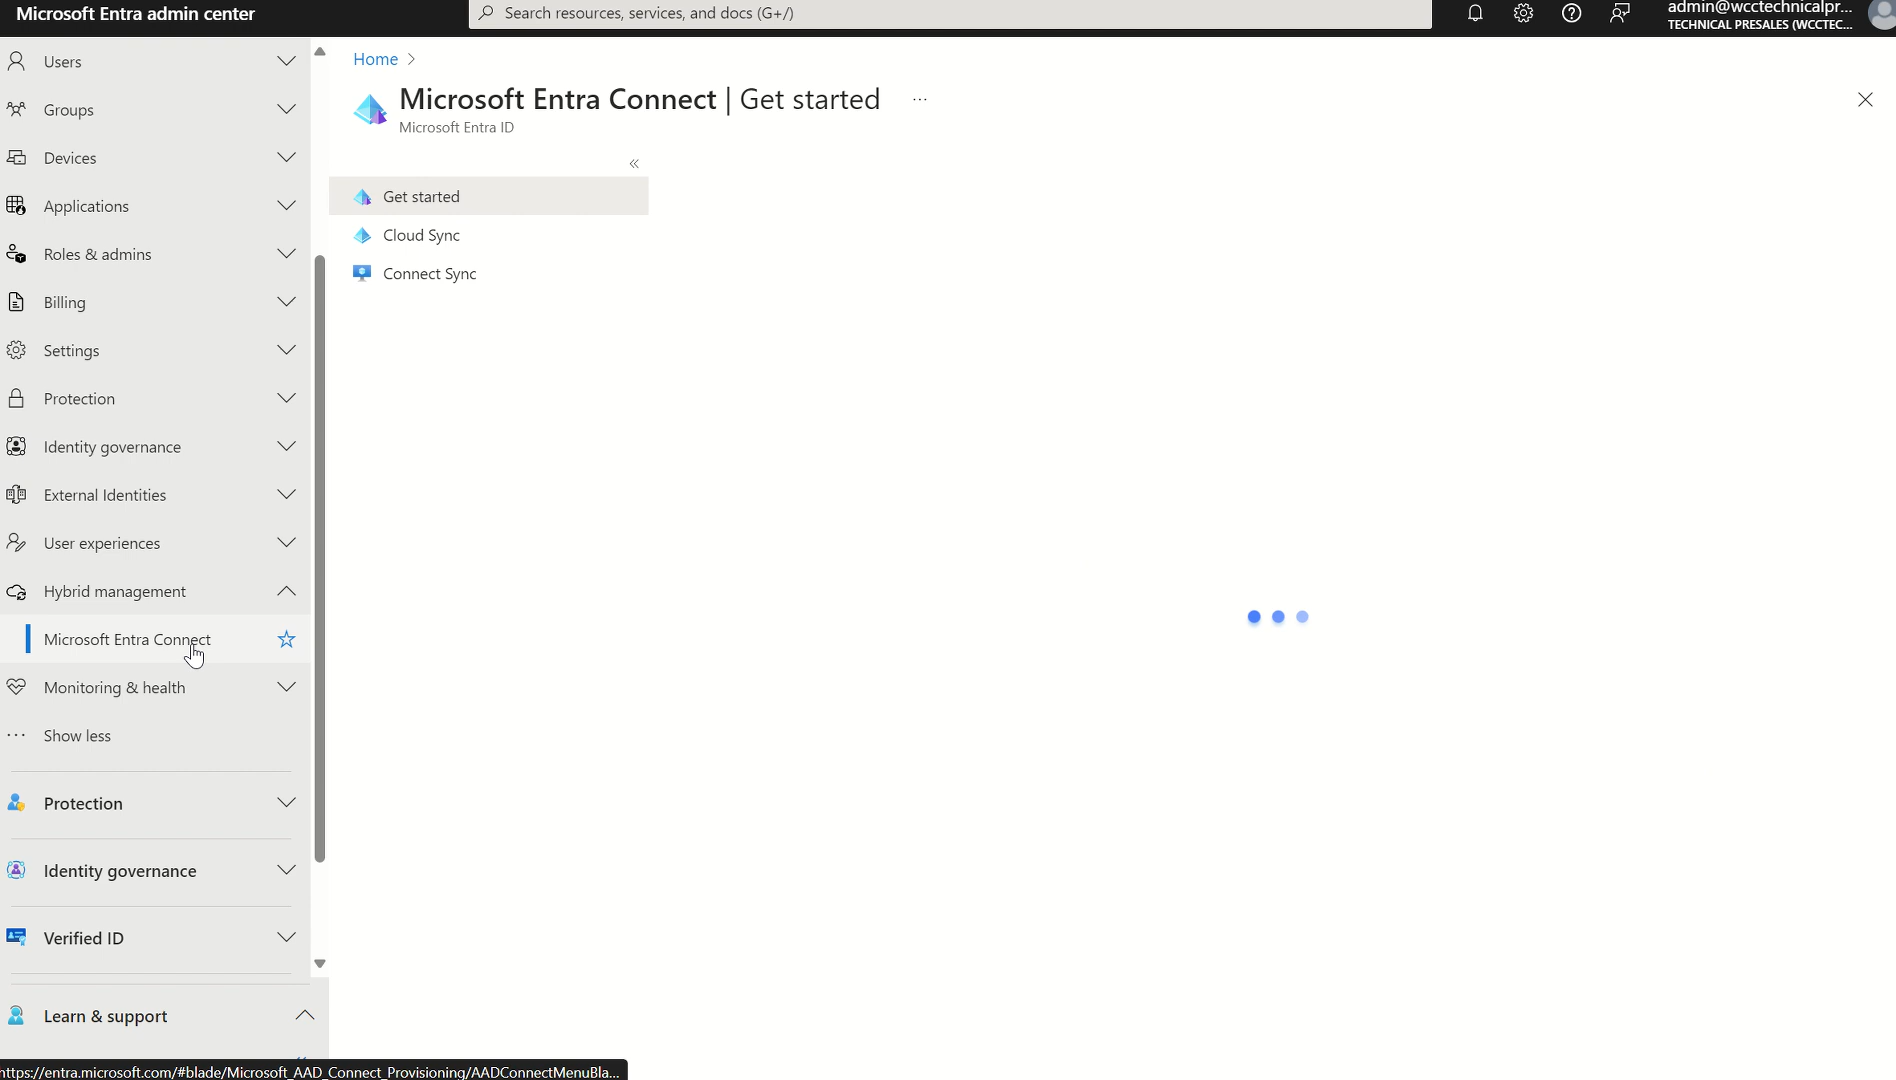 Microsoft Entra admin center
Search resources, services, and docs (G+/)
admin@wcctechnicalpr...
TECHNICAL PRESALES (WCCTEC...
Users
Groups
Devices
Applications
Roles & admins
Billing
Settings
Protection
Identity governance
External Identities
User experiences
Hybrid management
Microsoft Entra Connect
Monitoring & health
Show less
Protection
Identity governance
Verified ID
Learn & support
Home >
Microsoft Entra Connect | Get started ...
Microsoft Entra ID
Get started
Cloud Sync
Connect Sync
https://entra.microsoft.com/#blade/Microsoft_AAD_Connect_Provisioning/AADConnectMenuBla...